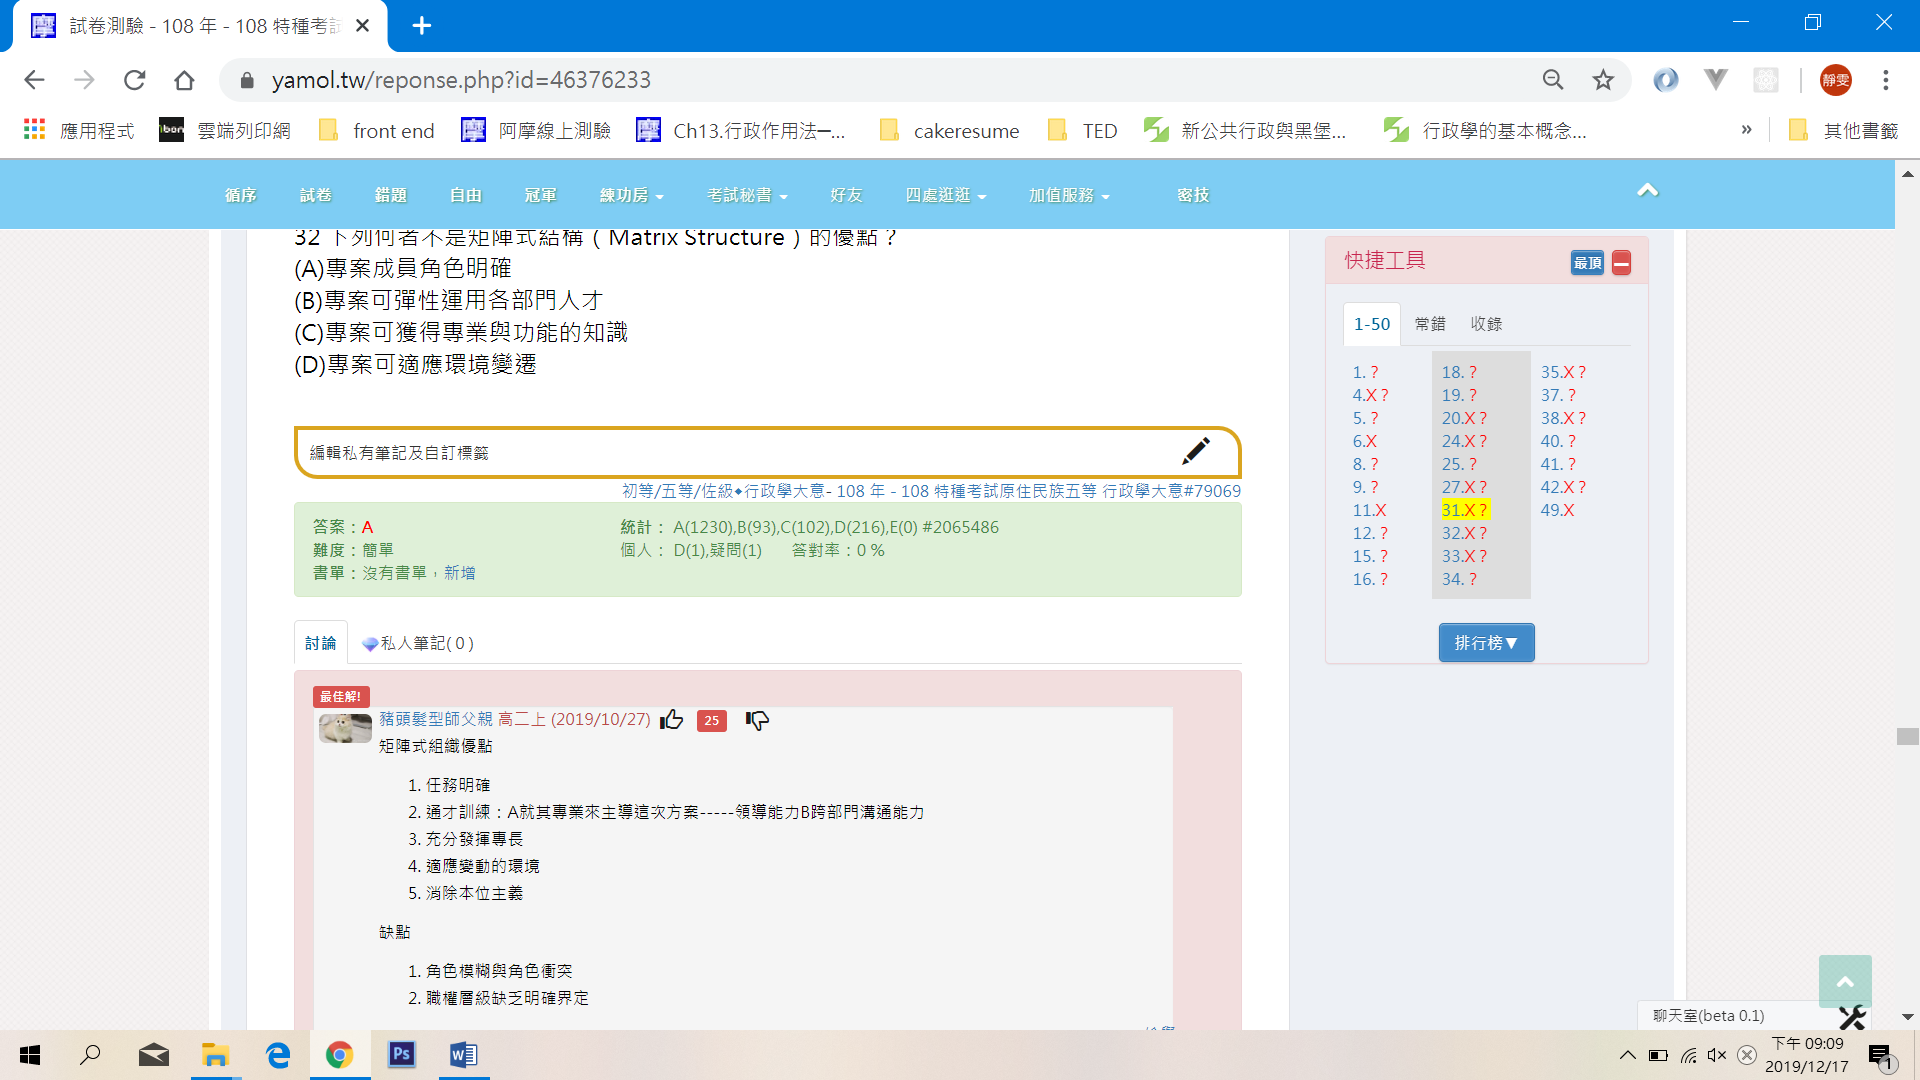 試卷測驗 - 108 年 - 108 特種考試
yamol.tw/reponse.php?id=46376233
靜雯
應用程式
ibon
雲端列印網
front end
摩
阿摩線上測驗
摩
Ch13.行政作用法一...
cakeresume
TED
新公共行政與黑堡...
行政學的基本概念...
»
其他書籤
循序
試卷
錯題
自由
冠軍
練功房
考試秘書
好友
四處逛逛
加值服務
密技
32 下列何者不是矩陣式結構（Matrix Structure）的優點？
(A)專案成員角色明確
(B)專案可彈性運用各部門人才
(C)專案可獲得專業與功能的知識
(D)專案可適應環境變遷
編輯私有筆記及自訂標籤
初等/五等/佐級◆行政學大意- 108 年 - 108 特種考試原住民族五等 行政學大意#79069
答案：A
統計： A(1230),B(93),C(102),D(216),E(0) #2065486
難度：簡單
個人： D(1),疑問(1) 答對率：0 %
書單：沒有書單，新增
討論
私人筆記( 0 )
最佳解!
豬頭髮型師父親 高二上 (2019/10/27)
25
矩陣式組織優點
1. 任務明確
2. 通才訓練：A就其專業來主導這次方案-----領導能力B跨部門溝通能力
3. 充分發揮專長
4. 適應變動的環境
5. 消除本位主義
缺點
1. 角色模糊與角色衝突
2. 職權層級缺乏明確界定
快捷工具
最頂
1-50
常錯
收錄
1. ?
4.X ?
5. ?
6.X
8. ?
9. ?
11.X
12. ?
15. ?
16. ?
18. ?
19. ?
20.X ?
24.X ?
25. ?
27.X ?
31.X ?
32.X ?
33.X ?
34. ?
35.X ?
37. ?
38.X ?
40. ?
41. ?
42.X ?
49.X
排行榜▼
聊天室(beta 0.1)
Ps
下午 09:09
2019/12/17
1